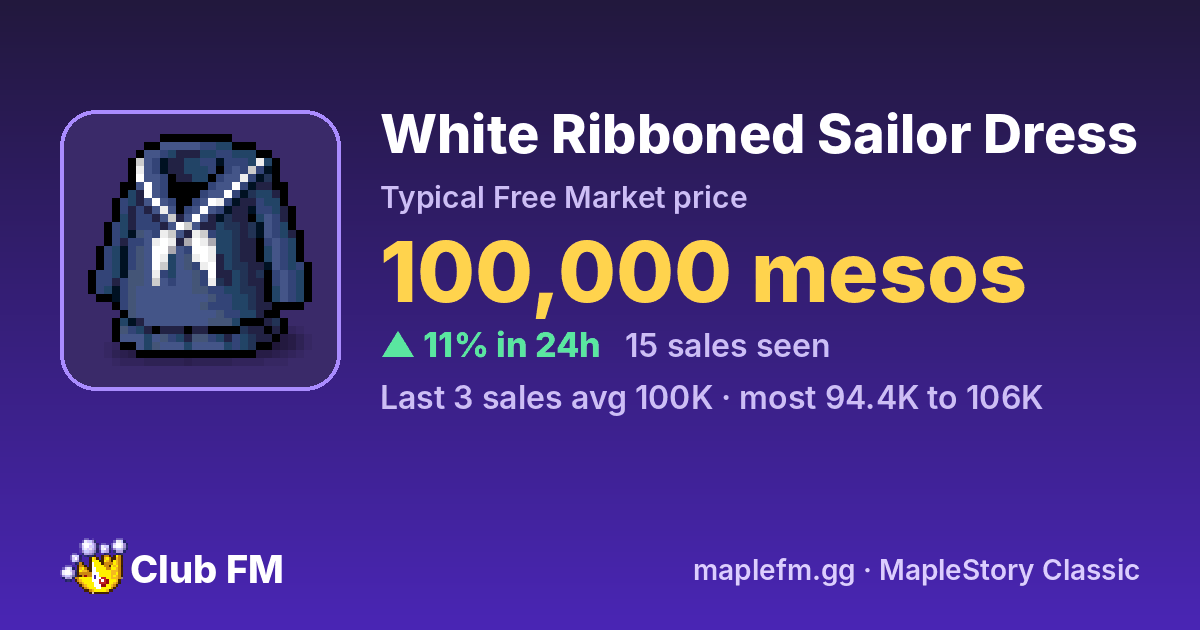 White Ribboned Sailor Dress
Typical Free Market price
100,000 mesos
▲ 11% in 24h 15 sales seen
Last 3 sales avg 100K · most 94.4K to 106K
Club FM
maplefm.gg · MapleStory Classic